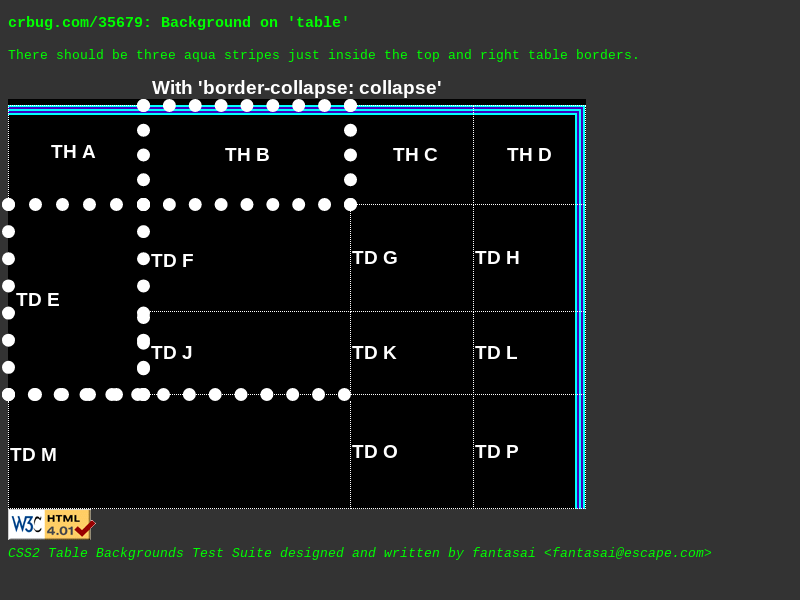 crbug.com/35679: Background on 'table'
There should be three aqua stripes just inside the top and right table borders.
With 'border-collapse: collapse'
TH A TH B TH C TH D
TD E TD F TD G TD H
TD J TD K TD L
TD M TD O TD P
W3C HTML 4.01
CSS2 Table Backgrounds Test Suite designed and written by fantasai <fantasai@escape.com>